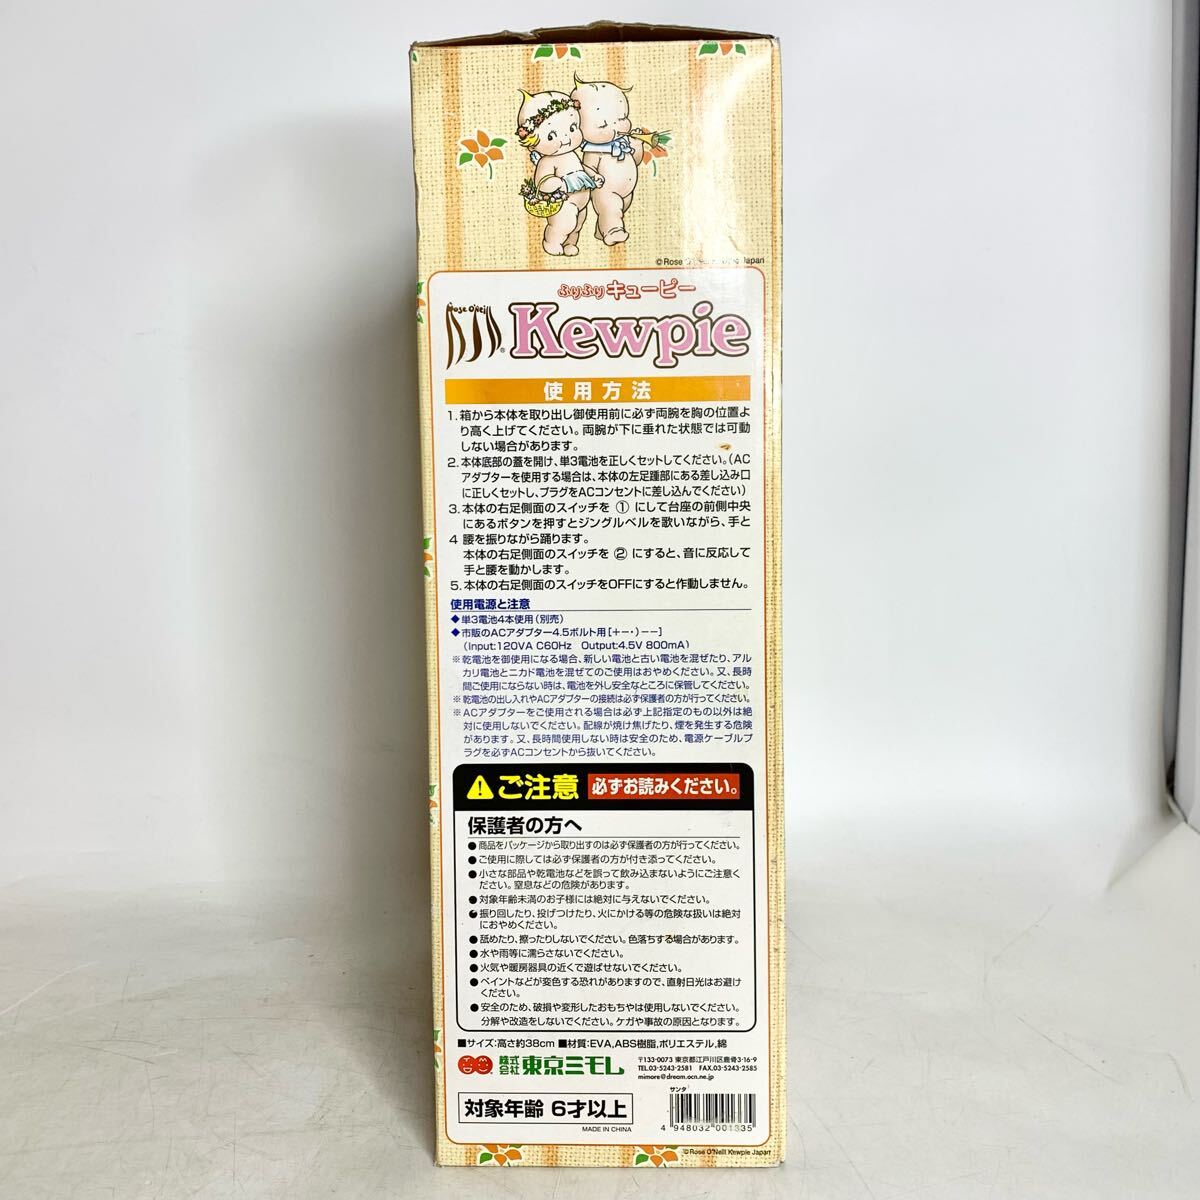 ©Rose O'Neill Kewpie Japan
ふりふりキューピー
Rose O'Neill
®
Kewpie
使用方法
1. 箱から本体を取り出し御使用前に必ず両腕を胸の位置よ
り高く上げてください。両腕が下に垂れた状態では可動
しない場合があります。
2. 本体底部の蓋を開け、単3電池を正しくセットしてください。(AC
アダプターを使用する場合は、本体の左足踵部にある差し込み口
に正しくセットし、プラグをACコンセントに差し込んでください)
3. 本体の右足側面のスイッチを ① にして台座の前側中央
にあるボタンを押すとジングルベルを歌いながら、手と
4 腰を振りながら踊ります。
本体の右足側面のスイッチを ② にすると、音に反応して
手と腰を動かします。
5. 本体の右足側面のスイッチをOFFにすると作動しません。
使用電源と注意
◆単3電池4本使用(別売)
◆市販のACアダプター4.5ボルト用[+−・)−−]
(Input:120VA C60Hz Output:4.5V 800mA)
※乾電池を御使用になる場合、新しい電池と古い電池を混ぜたり、アル
カリ電池とニカド電池を混ぜてのご使用はおやめください。又、長時
間ご使用にならない時は、電池を外し安全なところに保管してください。
※乾電池の出し入れやACアダプターの接続は必ず保護者の方が行ってください。
※ACアダプターをご使用される場合は必ず上記指定のもの以外は絶
対に使用しないでください。配線が焼け焦げたり、煙を発生する危険
があります。又、長時間使用しない時は安全のため、電源ケーブルプ
ラグを必ずACコンセントから抜いてください。
ご注意 必ずお読みください。
保護者の方へ
●商品をパッケージから取り出すのは必ず保護者の方が行ってください。
●ご使用に際しては必ず保護者の方が付き添ってください。
●小さな部品や乾電池などを誤って飲み込まないようにご注意く
ださい。窒息などの危険があります。
●対象年齢未満のお子様には絶対に与えないでください。
●振り回したり、投げつけたり、火にかける等の危険な扱いは絶対
におやめください。
●舐めたり、擦ったりしないでください。色落ちする場合があります。
●水や雨等に濡らさないでください。
●火気や暖房器具の近くで遊ばせないでください。
●ペイントなどが変色する恐れがありますので、直射日光はお避け
ください。
●安全のため、破損や変形したおもちゃは使用しないでください。
分解や改造をしないでください。ケガや事故の原因となります。
■サイズ:高さ約38cm ■材質:EVA,ABS樹脂,ポリエステル,綿
株式会社 東京ミモレ
〒133-0073 東京都江戸川区鹿骨3-16-9
TEL.03-5243-2581 FAX.03-5243-2585
mimore@dream.ocn.ne.jp
対象年齢 6才以上
MADE IN CHINA
サンタ
4 948032 001335
©Rose O'Neill Kewpie Japan